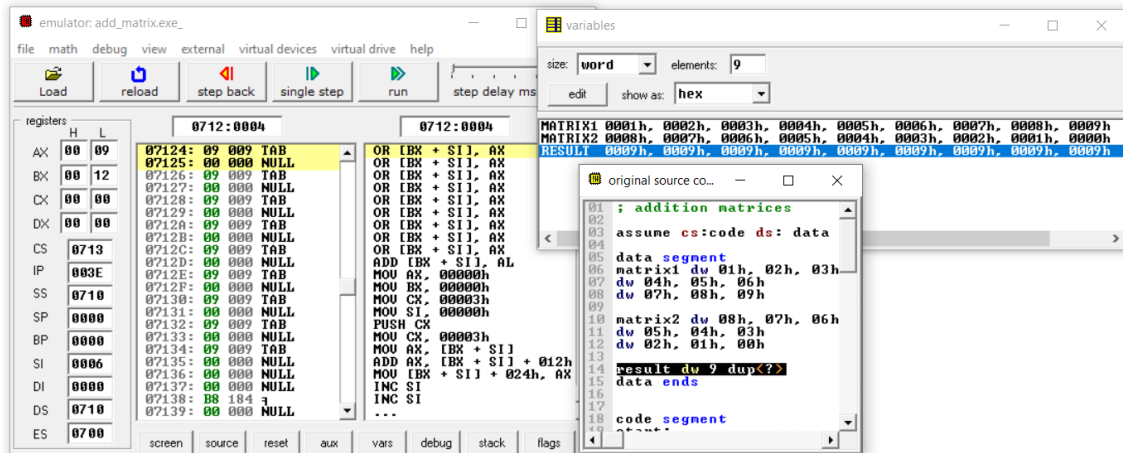 emulator: add_matrix.exe_
file math debug view external virtual devices virtual drive help
Load reload step back single step run step delay ms
registers
H L
AX 00 09
BX 00 12
CX 00 00
DX 00 00
CS 0713
IP 003E
SS 0710
SP 0000
BP 0000
SI 0006
DI 0000
DS 0710
ES 0700
0712:0004 0712:0004
07124: 09 009 TAB
07125: 00 000 NULL
07126: 09 009 TAB
07127: 00 000 NULL
07128: 09 009 TAB
07129: 00 000 NULL
0712A: 09 009 TAB
0712B: 00 000 NULL
0712C: 09 009 TAB
0712D: 00 000 NULL
0712E: 09 009 TAB
0712F: 00 000 NULL
07130: 09 009 TAB
07131: 00 000 NULL
07132: 09 009 TAB
07133: 00 000 NULL
07134: 09 009 TAB
07135: 00 000 NULL
07136: 00 000 NULL
07137: 00 000 NULL
07138: B8 184 ╕
07139: 00 000 NULL
OR [BX + SI], AX
OR [BX + SI], AX
OR [BX + SI], AX
OR [BX + SI], AX
OR [BX + SI], AX
OR [BX + SI], AX
OR [BX + SI], AX
OR [BX + SI], AX
OR [BX + SI], AX
ADD [BX + SI], AL
MOV AX, 00000h
MOV BX, 00000h
MOV CX, 00003h
MOV SI, 00000h
PUSH CX
MOV CX, 00003h
MOV AX, [BX + SI]
ADD AX, [BX + SI] + 012h
MOV [BX + SI] + 024h, AX
INC SI
INC SI
...
screen source reset aux vars debug stack flags
variables
size: word elements: 9
edit show as: hex
MATRIX1 0001h, 0002h, 0003h, 0004h, 0005h, 0006h, 0007h, 0008h, 0009h
MATRIX2 0008h, 0007h, 0006h, 0005h, 0004h, 0003h, 0002h, 0001h, 0000h
RESULT 0009h, 0009h, 0009h, 0009h, 0009h, 0009h, 0009h, 0009h, 0009h
original source co...
01 ; addition matrices
02
03 assume cs:code ds: data
04
05 data segment
06 matrix1 dw 01h, 02h, 03h
07 dw 04h, 05h, 06h
08 dw 07h, 08h, 09h
09
10 matrix2 dw 08h, 07h, 06h
11 dw 05h, 04h, 03h
12 dw 02h, 01h, 00h
13
14 result dw 9 dup(?)
15 data ends
16
17
18 code segment
19 start: